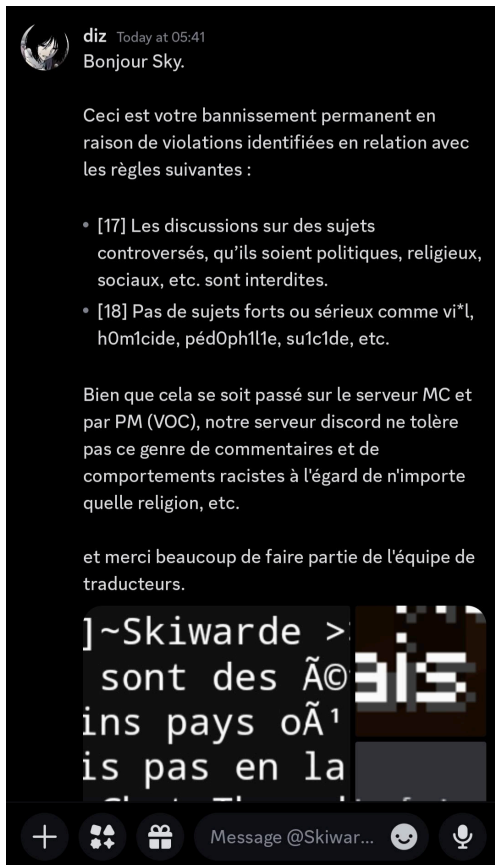 diz Today at 05:41
Bonjour Sky.
Ceci est votre bannissement permanent en
raison de violations identifiées en relation avec
les règles suivantes :
• [17] Les discussions sur des sujets
controversés, qu'ils soient politiques, religieux,
sociaux, etc. sont interdites.
• [18] Pas de sujets forts ou sérieux comme vi*l,
h0m1cide, péd0ph1l1e, su1c1de, etc.
Bien que cela se soit passé sur le serveur MC et
par PM (VOC), notre serveur discord ne tolère
pas ce genre de commentaires et de
comportements racistes à l'égard de n'importe
quelle religion, etc.
et merci beaucoup de faire partie de l'équipe de
traducteurs.
]~Skiwarde >
sont des Ã©
ins pays oÃ¹
is pas en la
ais
Message @Skiwar...